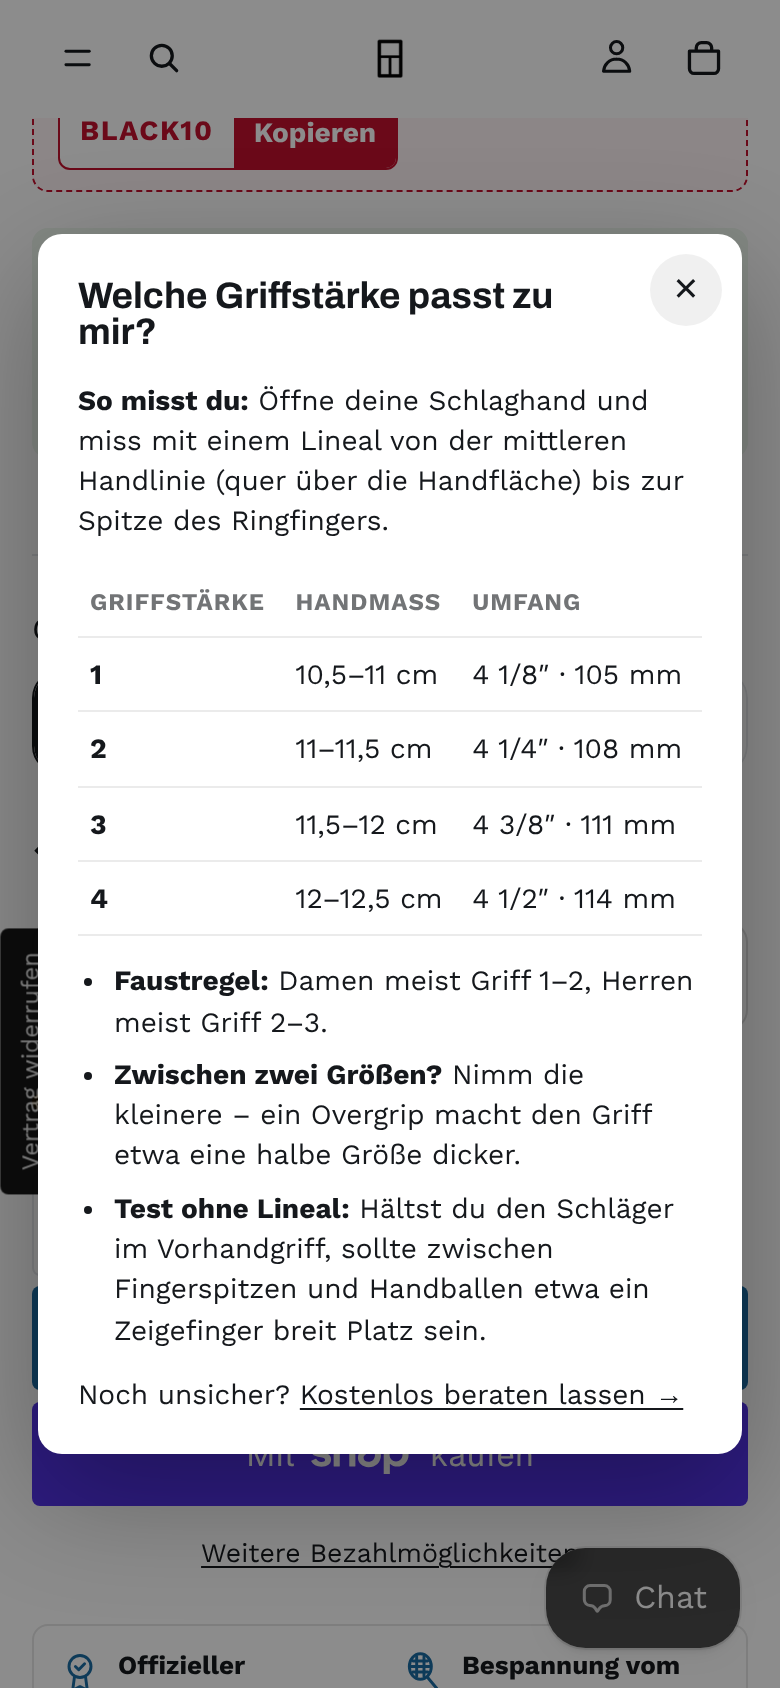 BLACK10 Kopieren
Welche Griffstärke passt zu
mir?
×
So misst du: Öffne deine Schlaghand und
miss mit einem Lineal von der mittleren
Handlinie (quer über die Handfläche) bis zur
Spitze des Ringfingers.
GRIFFSTÄRKE HANDMASS UMFANG
1 10,5–11 cm 4 1/8″ · 105 mm
2 11–11,5 cm 4 1/4″ · 108 mm
3 11,5–12 cm 4 3/8″ · 111 mm
4 12–12,5 cm 4 1/2″ · 114 mm
Vertrag widerrufen
• Faustregel: Damen meist Griff 1–2, Herren
meist Griff 2–3.
• Zwischen zwei Größen? Nimm die
kleinere – ein Overgrip macht den Griff
etwa eine halbe Größe dicker.
• Test ohne Lineal: Hältst du den Schläger
im Vorhandgriff, sollte zwischen
Fingerspitzen und Handballen etwa ein
Zeigefinger breit Platz sein.
Noch unsicher? Kostenlos beraten lassen →
Mit shop kaufen
Weitere Bezahlmöglichkeiten
Chat
Offizieller Bespannung vom